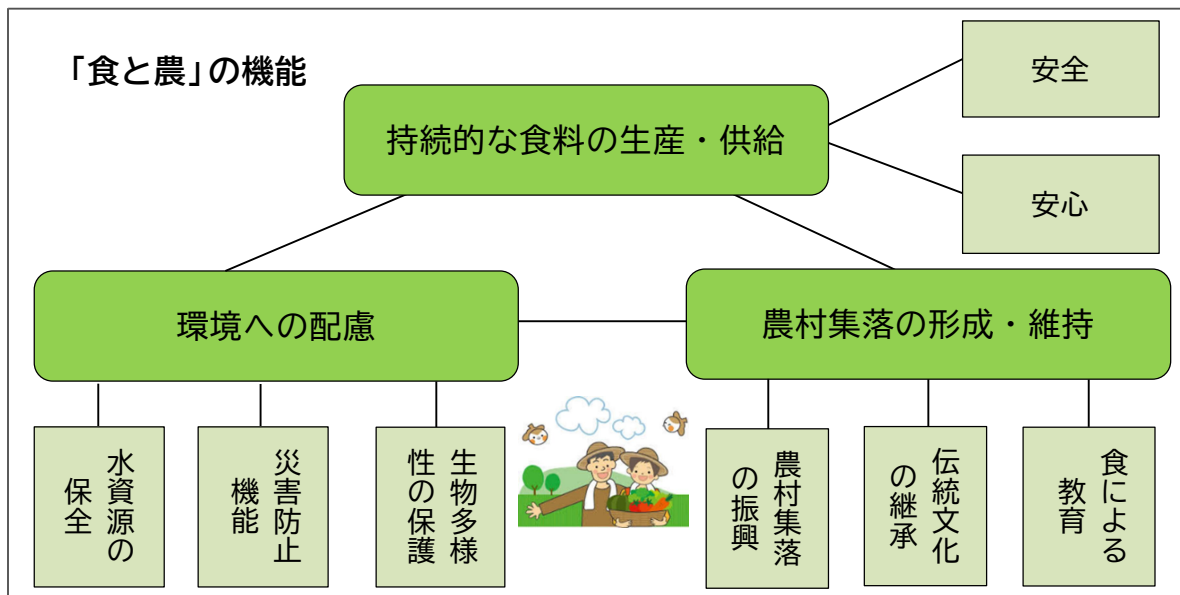 「食と農」の機能
安全
持続的な食料の生産・供給
安心
環境への配慮
農村集落の形成・維持
水資源の
保全
災害防止
機能
生物多様
性の保護
農村集落
の振興
伝統文化
の継承
食による
教育